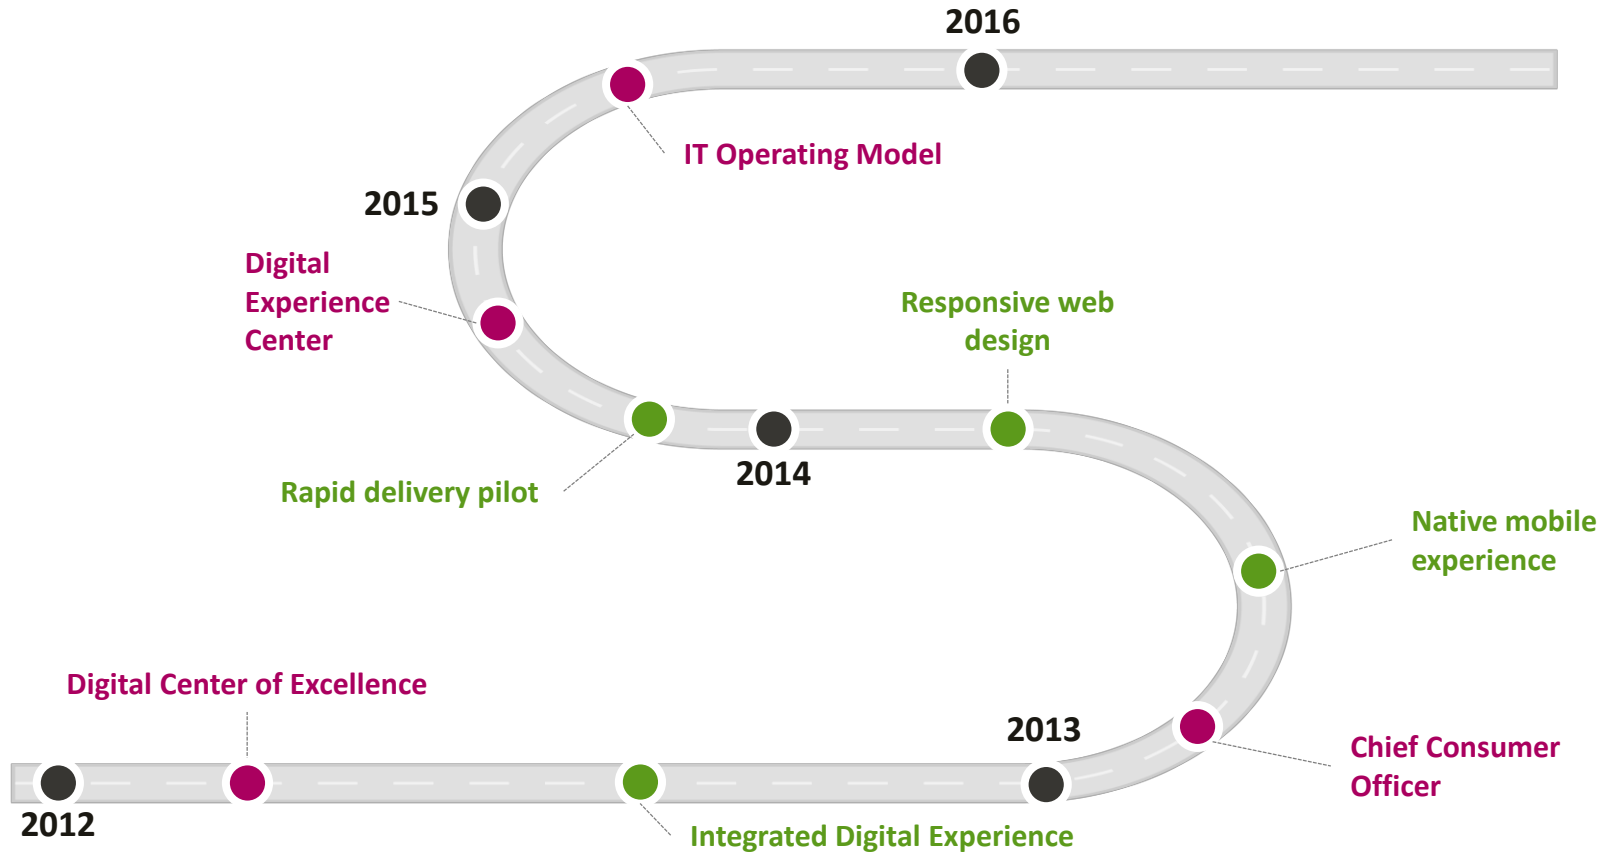 2016
IT Operating Model
2015
Digital
Experience
Center
Responsive web
design
2014
Rapid delivery pilot
Native mobile
experience
Digital Center of Excellence
2013
Chief Consumer
Officer
2012
Integrated Digital Experience